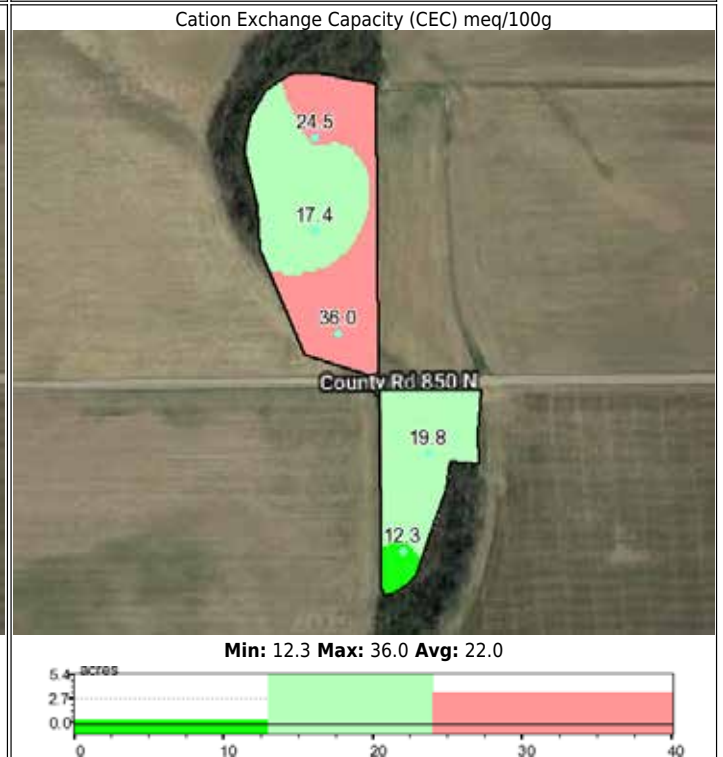 Cation Exchange Capacity (CEC) meq/100g
24.5
17.4
36.0
County Rd 850 N
19.8
12.3
Min: 12.3 Max: 36.0 Avg: 22.0
acres
5.4
2.7
0.0
0 10 20 30 40